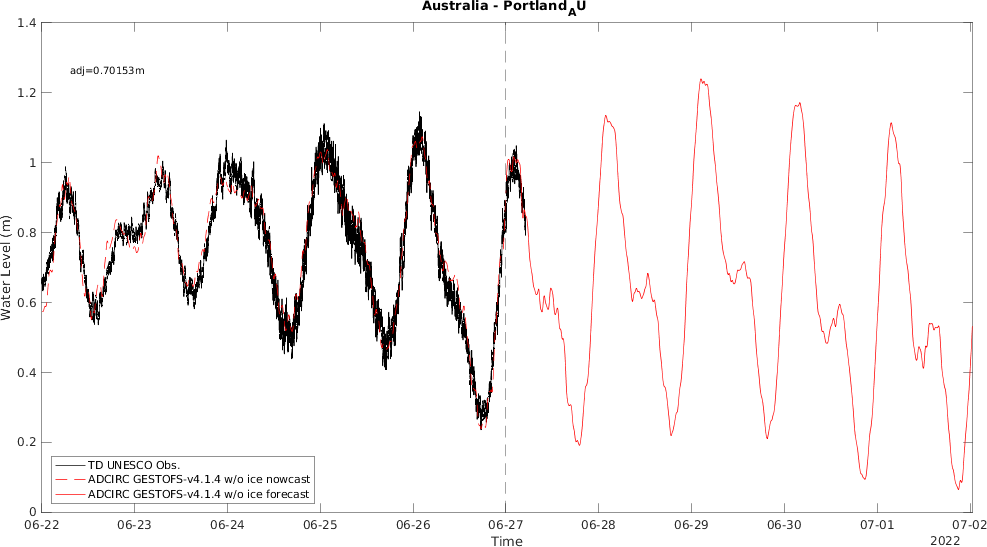 Australia - Portland_AU
adj=0.70153m
Water Level (m)
1.4
1.2
1
0.8
0.6
0.4
0.2
0
TD UNESCO Obs.
ADCIRC GESTOFS-v4.1.4 w/o ice nowcast
ADCIRC GESTOFS-v4.1.4 w/o ice forecast
06-22 06-23 06-24 06-25 06-26 06-27 06-28 06-29 06-30 07-01 07-02
Time
2022